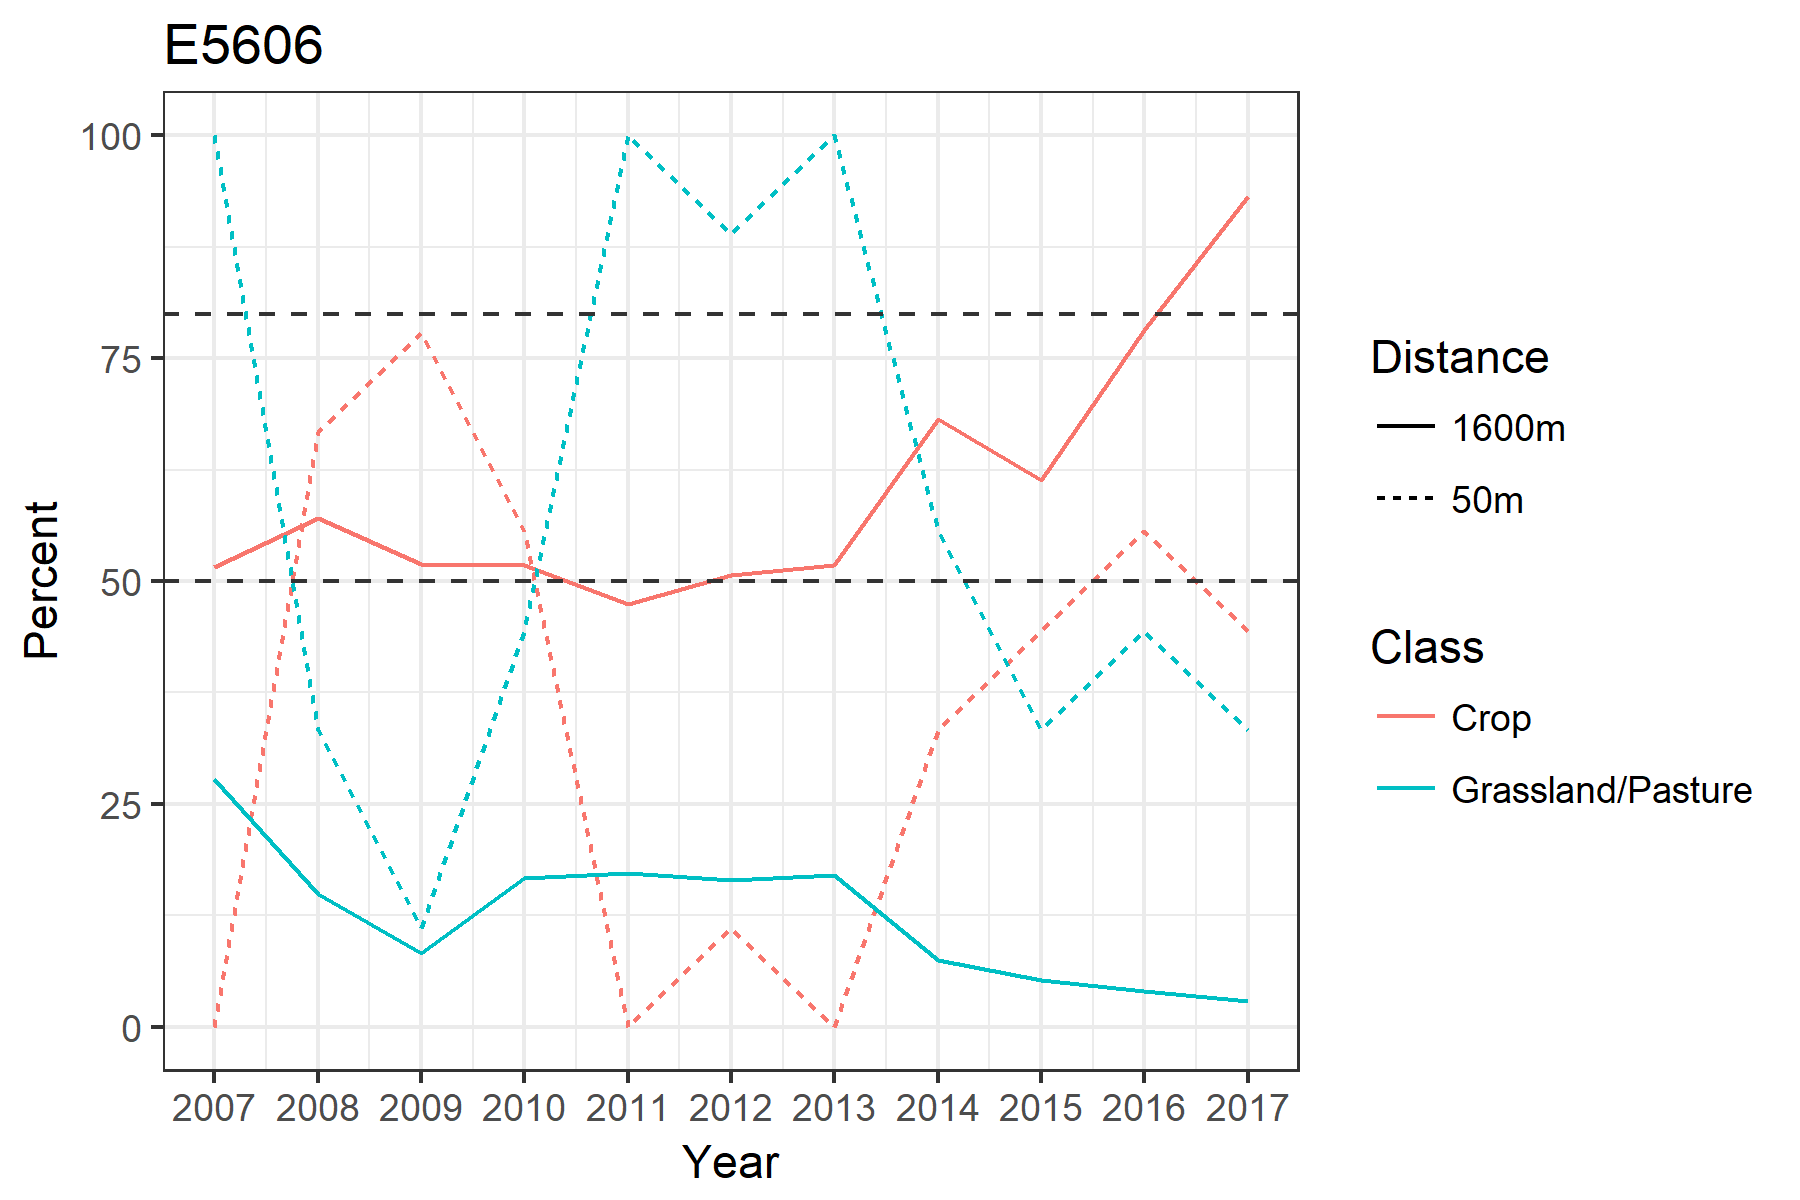 E5606
100
75
50
25
0
Percent
2007 2008 2009 2010 2011 2012 2013 2014 2015 2016 2017
Year
Distance
1600m
50m
Class
Crop
Grassland/Pasture